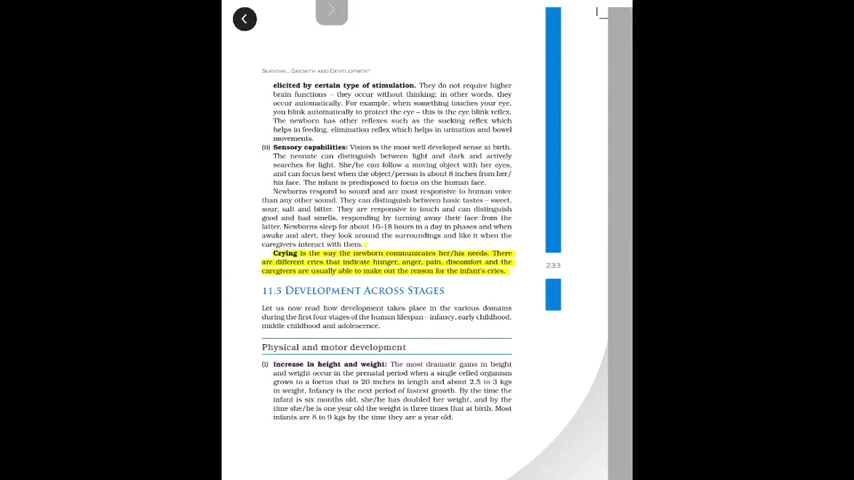 SURVIVAL, GROWTH AND DEVELOPMENT
elicited by certain type of stimulation. They do not require higher
brain functions – they occur without thinking; in other words, they
occur automatically. For example, when something touches your eye,
you blink automatically to protect the eye – this is the eye blink reflex.
The newborn has other reflexes such as the sucking reflex which
helps in feeding, elimination reflex which helps in urination and bowel
movements.
(ii) Sensory capabilities: Vision is the most well developed sense at birth.
The neonate can distinguish between light and dark and actively
searches for light. She/he can follow a moving object with her eyes,
and can focus best when the object/person is about 8 inches from her/
his face. The infant is predisposed to focus on the human face.
Newborns respond to sound and are most responsive to human voice
than any other sound. They can distinguish between basic tastes – sweet,
sour, salt and bitter. They are responsive to touch and can distinguish
good and bad smells, responding by turning away their face from the
latter. Newborns sleep for about 16–18 hours in a day in phases and when
awake and alert, they look around the surroundings and like it when the
caregivers interact with them.
Crying is the way the newborn communicates her/his needs. There
are different cries that indicate hunger, anger, pain, discomfort and the
caregivers are usually able to make out the reason for the infant's cries.
233
11.5 DEVELOPMENT ACROSS STAGES
Let us now read how development takes place in the various domains
during the first four stages of the human lifespan – infancy, early childhood,
middle childhood and adolescence.
Physical and motor development
(i) Increase in height and weight: The most dramatic gains in height
and weight occur in the prenatal period when a single celled organism
grows to a foetus that is 20 inches in length and about 2.5 to 3 kgs
in weight. Infancy is the next period of fastest growth. By the time the
infant is six months old, she/he has doubled her weight, and by the
time she/he is one year old the weight is three times that at birth. Most
infants are 8 to 9 kgs by the time they are a year old.